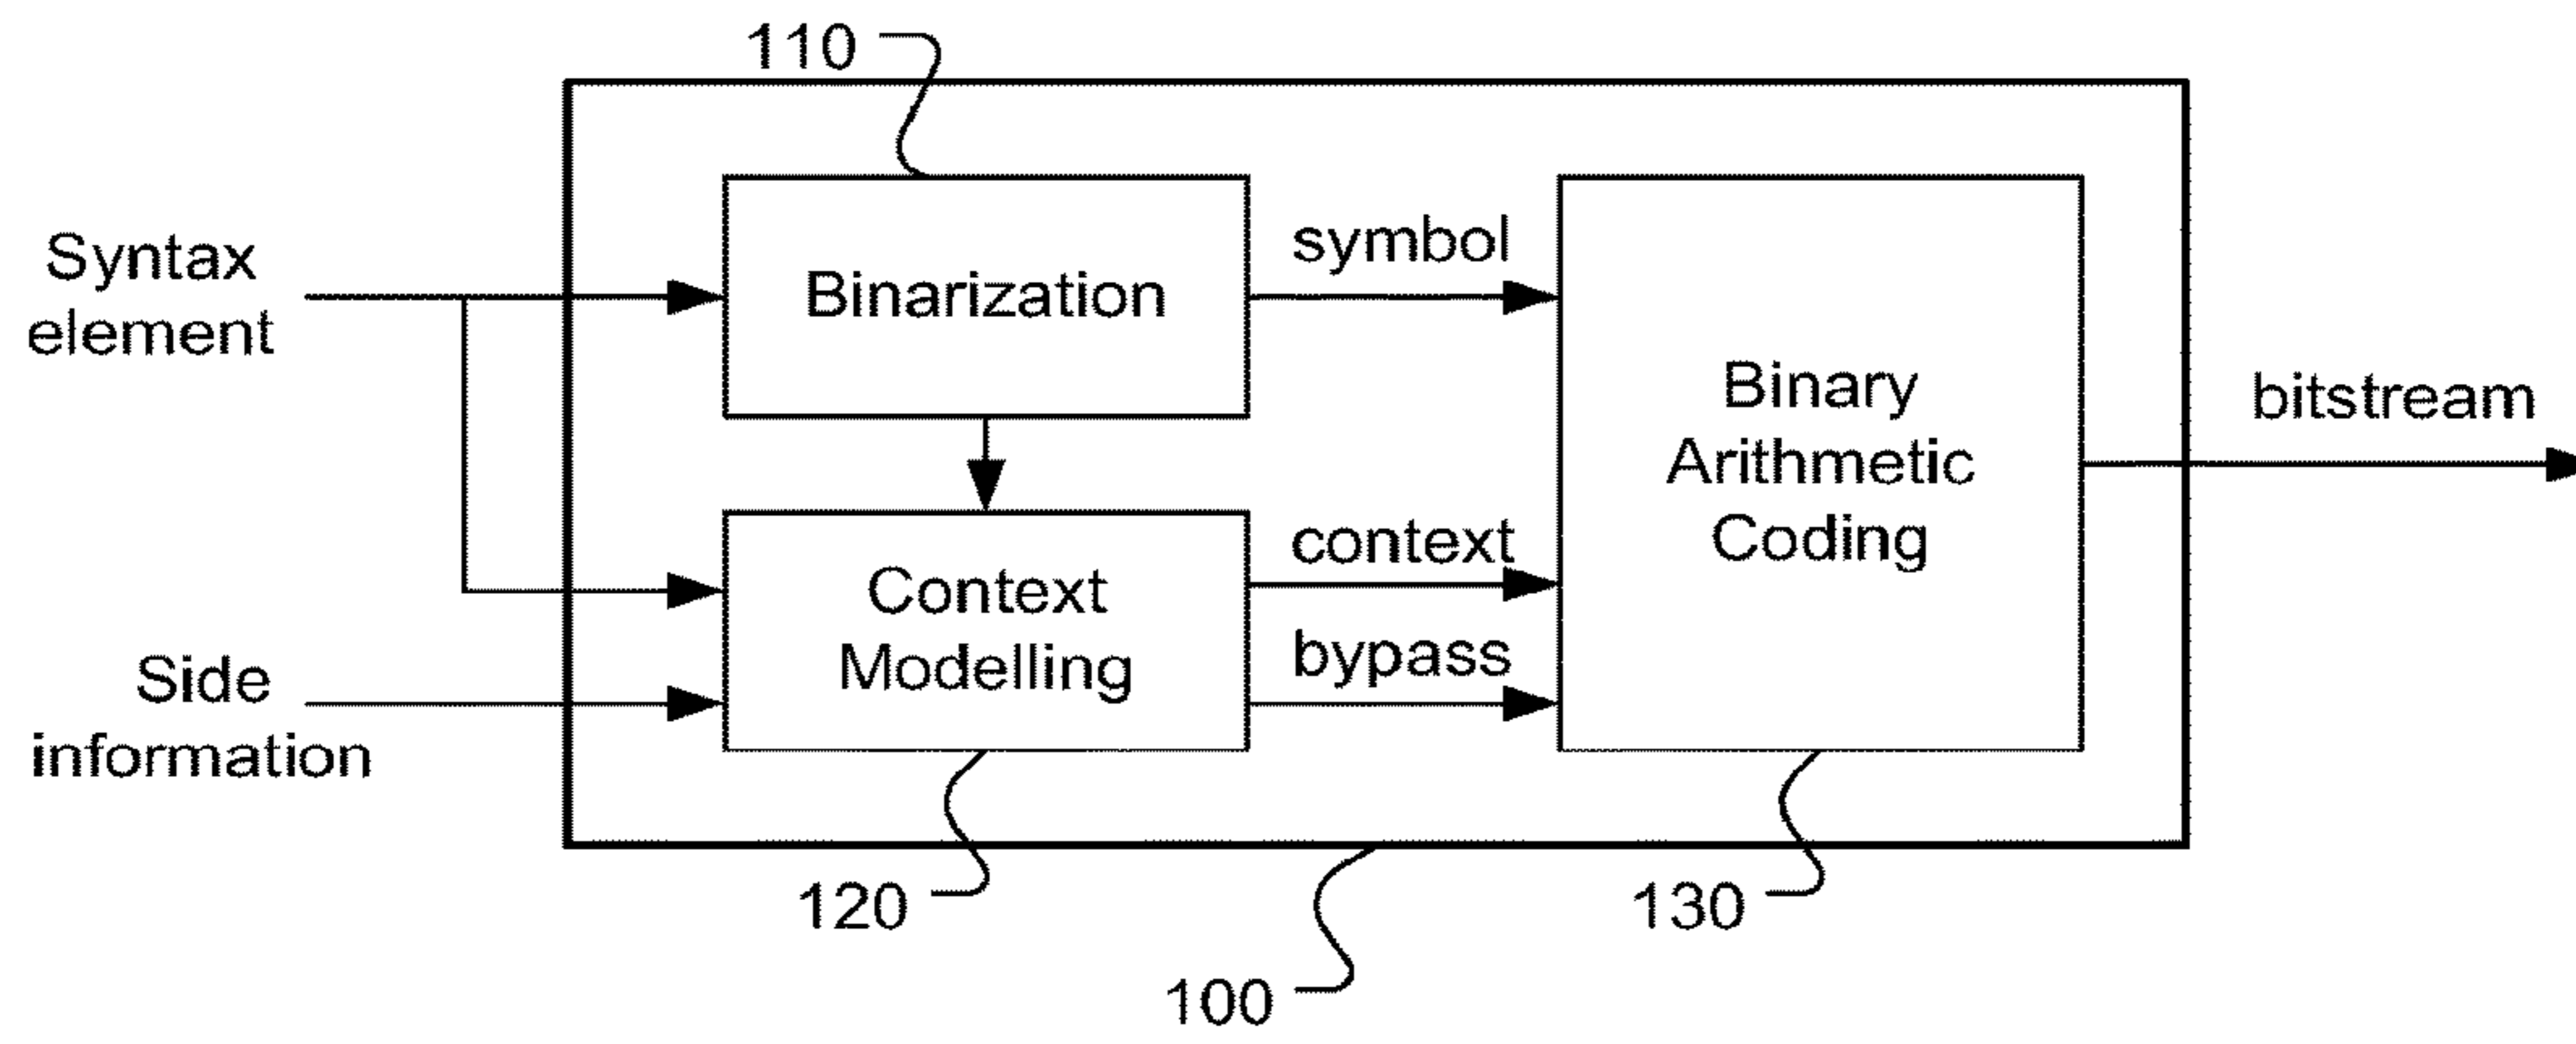 110
Syntax
element
Binarization
symbol
Binary
Arithmetic
Coding
bitstream
Context
Modelling
context
bypass
Side
information
120
130
100